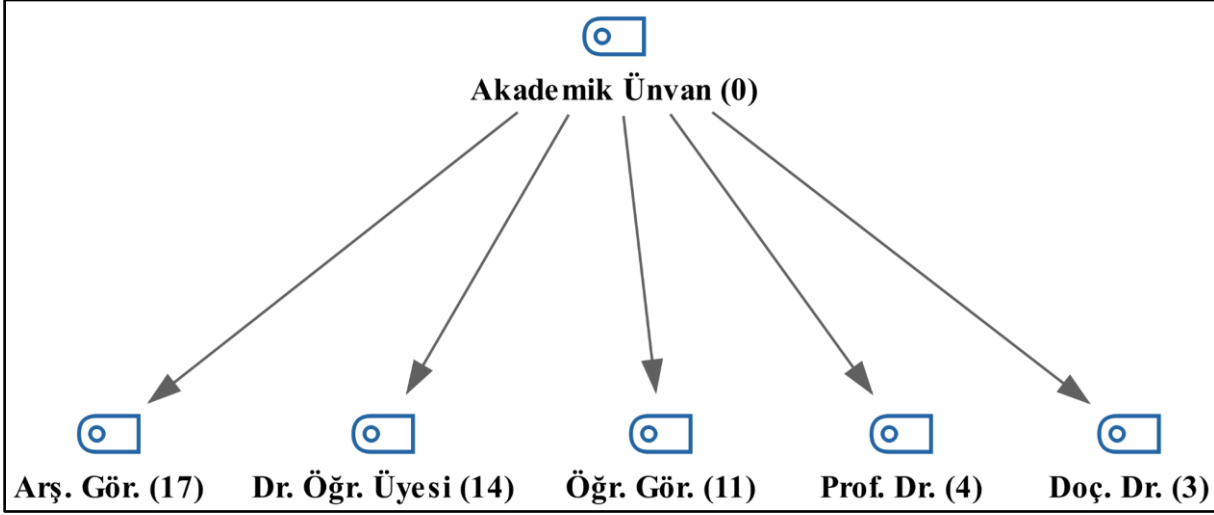 Akademik Ünvan (0)
Arş. Gör. (17) Dr. Öğr. Üyesi (14) Öğr. Gör. (11) Prof. Dr. (4) Doç. Dr. (3)